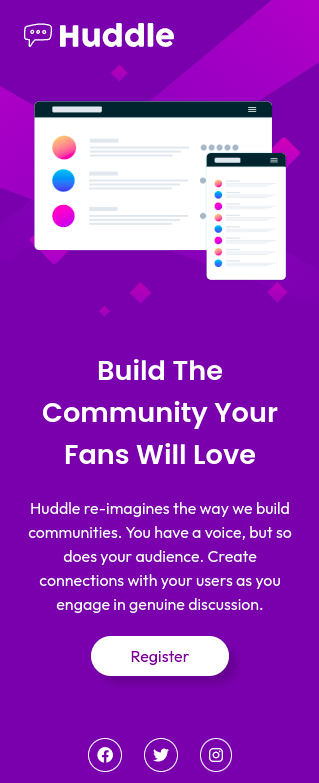 Huddle
Build The
Community Your
Fans Will Love
Huddle re-imagines the way we build
communities. You have a voice, but so
does your audience. Create
connections with your users as you
engage in genuine discussion.
Register